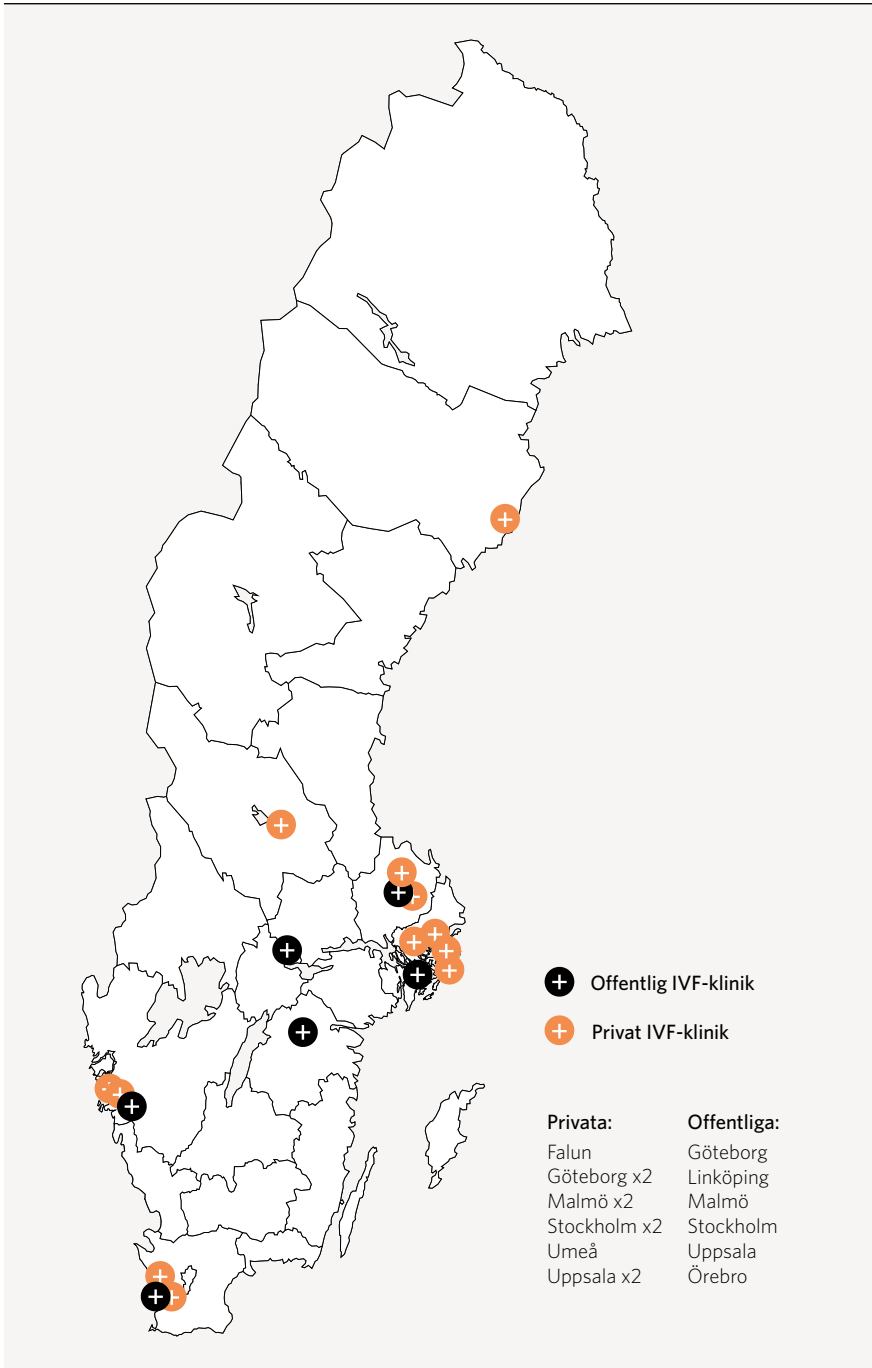 Offentlig IVF-klinik
Privat IVF-klinik
Privata:
Falun
Göteborg x2
Malmö x2
Stockholm x2
Umeå
Uppsala x2
Offentliga:
Göteborg
Linköping
Malmö
Stockholm
Uppsala
Örebro